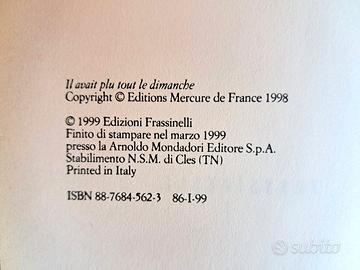 Il avait plu tout le dimanche
Copyright © Editions Mercure de France 1998
© 1999 Edizioni Frassinelli
Finito di stampare nel marzo 1999
presso la Arnoldo Mondadori Editore S.p.A.
Stabilimento N.S.M. di Cles (TN)
Printed in Italy
ISBN 88-7684-562-3 86-I-99
subito